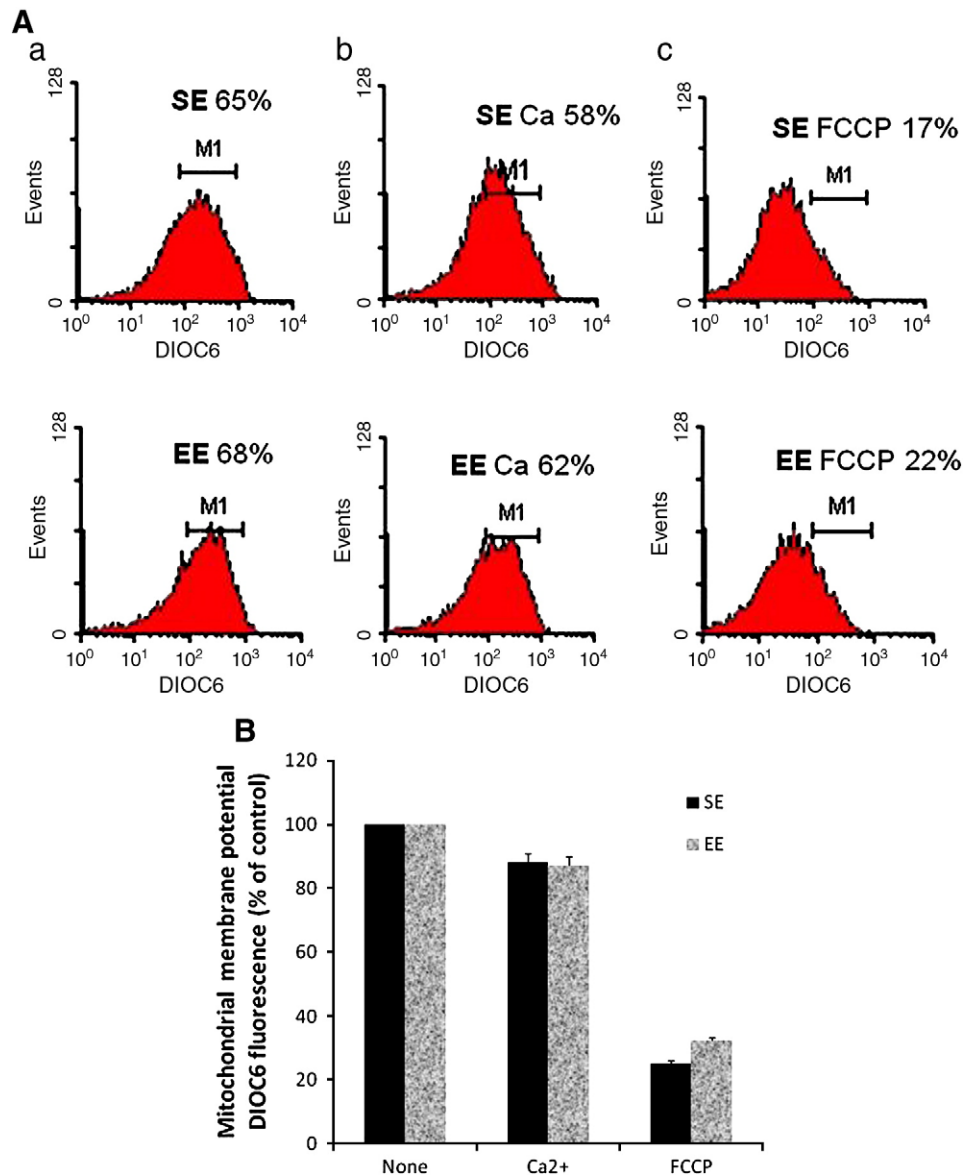 A
a
b
c
128
SE 65%
M1
Events
0
100 101 102 103 104
DIOC6
128
SE Ca 58%
M1
Events
0
100 101 102 103 104
DIOC6
128
SE FCCP 17%
M1
Events
0
100 101 102 103 104
DIOC6
128
EE 68%
M1
Events
0
100 101 102 103 104
DIOC6
128
EE Ca 62%
M1
Events
0
100 101 102 103 104
DIOC6
128
EE FCCP 22%
M1
Events
0
100 101 102 103 104
DIOC6
B
Mitochondrial membrane potential
DIOC6 fluorescence (% of control)
120
100
80
60
40
20
0
SE
EE
None Ca2+ FCCP